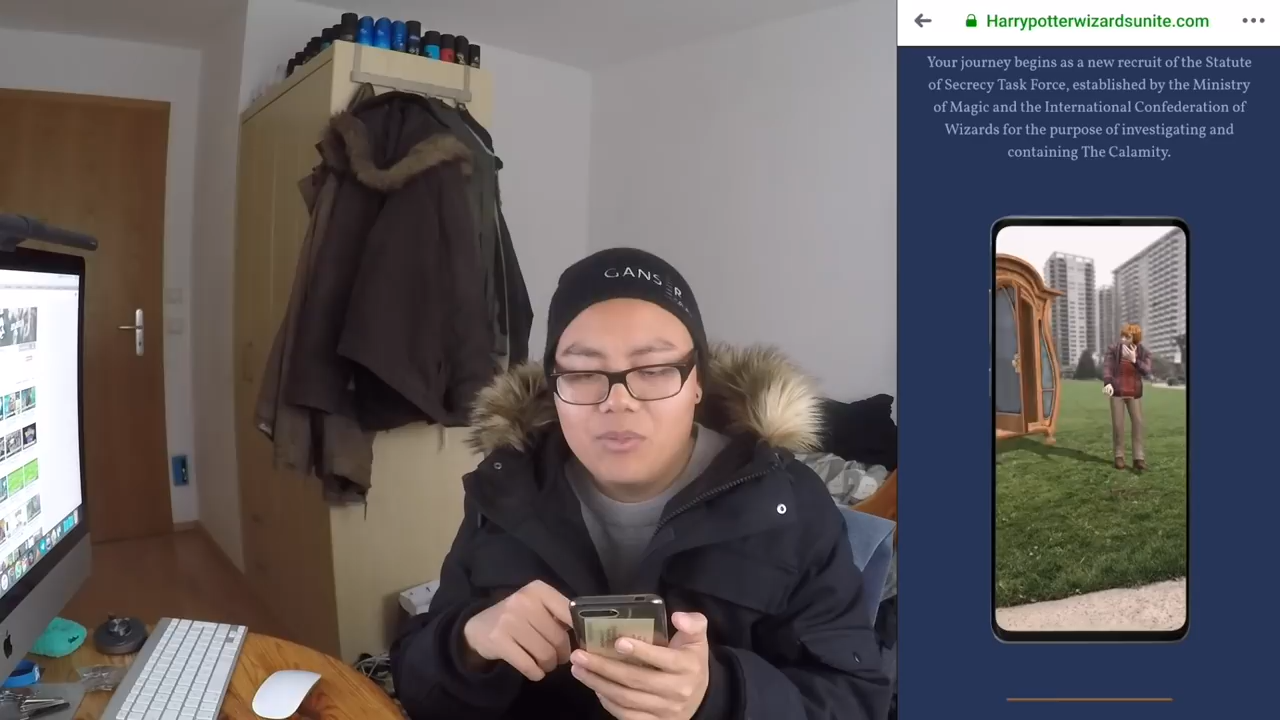 Harrypotterwizardsunite.com
Your journey begins as a new recruit of the Statute
of Secrecy Task Force, established by the Ministry
of Magic and the International Confederation of
Wizards for the purpose of investigating and
containing The Calamity.